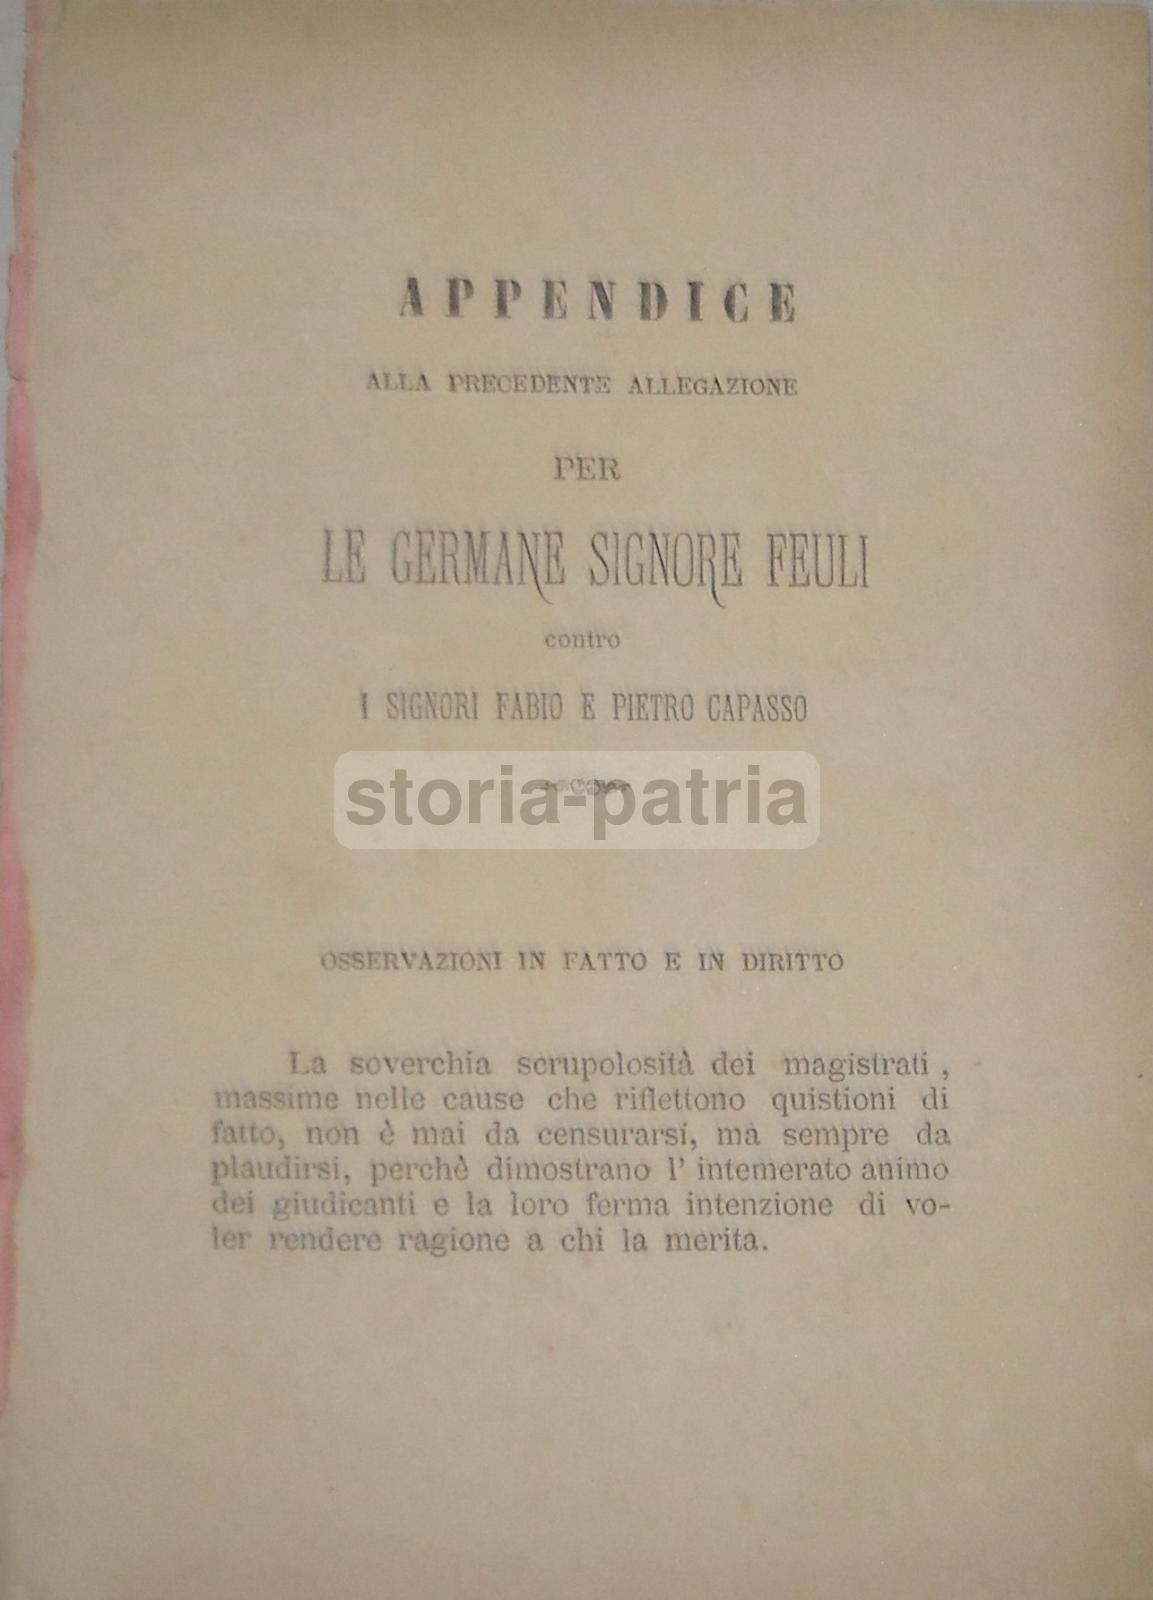 APPENDICE
ALLA PRECEDENTE ALLEGAZIONE
PER
LE GERMANE SIGNORE FEULI
contro
I SIGNORI FABIO E PIETRO CAPASSO
storia-patria
OSSERVAZIONI IN FATTO E IN DIRITTO
La soverchia scrupolosità dei magistrati ,
massime nelle cause che riflettono quistioni di
fatto, non è mai da censurarsi, ma sempre da
plaudirsi, perchè dimostrano l' intemerato animo
dei giudicanti e la loro ferma intenzione di vo-
ler rendere ragione a chi la merita.